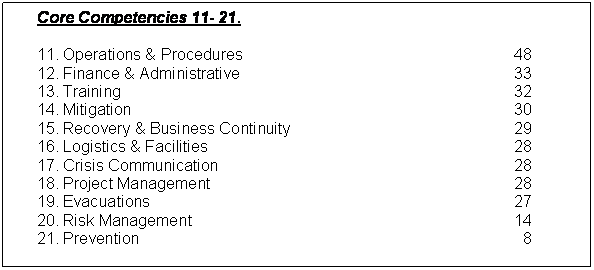 Core Competencies 11- 21.
11. Operations & Procedures 48
12. Finance & Administrative 33
13. Training 32
14. Mitigation 30
15. Recovery & Business Continuity 29
16. Logistics & Facilities 28
17. Crisis Communication 28
18. Project Management 28
19. Evacuations 27
20. Risk Management 14
21. Prevention 8